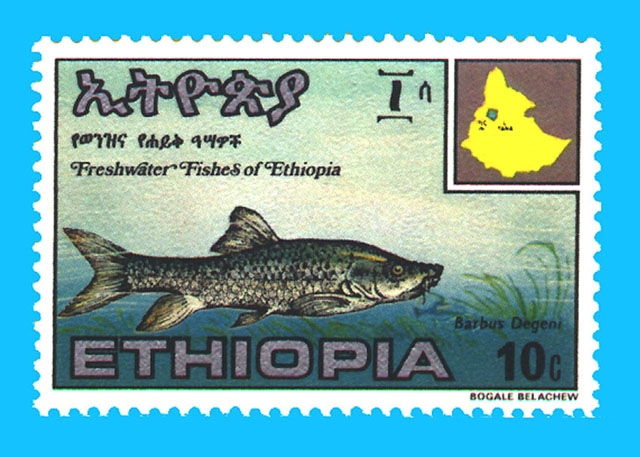 ኢትዮጵያ
፲ ሳ
የወንዝና የሐይቅ ዓሣዎች
Freshwater Fishes of Ethiopia
Barbus Degeni
ETHIOPIA 10c
BOGALE BELACHEW